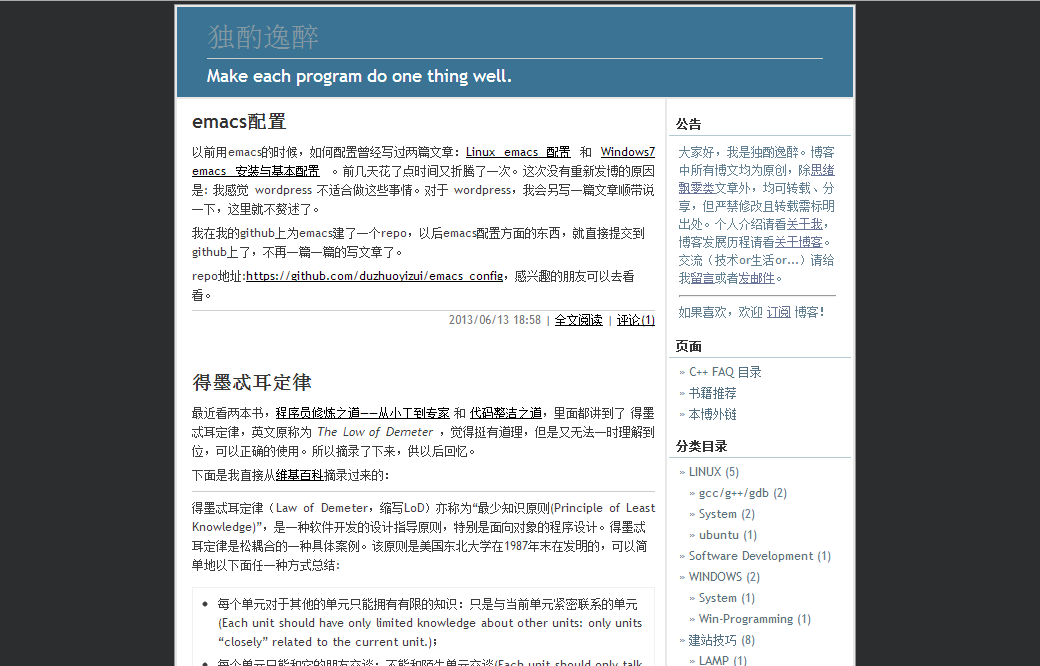 独酌逸醉
Make each program do one thing well.
emacs配置
以前用emacs的时候，如何配置曾经写过两篇文章：Linux emacs 配置 和 Windows7
emacs 安装与基本配置 。前几天花了点时间又折腾了一次。这次没有重新发博的原因
是: 我感觉 wordpress 不适合做这些事情。对于 wordpress，我会另写一篇文章顺带说
一下，这里就不赘述了。
我在我的github上为emacs建了一个repo，以后emacs配置方面的东西，就直接提交到
github上了，不再一篇一篇的写文章了。
repo地址:https://github.com/duzhuoyizui/emacs_config，感兴趣的朋友可以去看
看。
2013/06/13 18:58 | 全文阅读 | 评论(1)
得墨忒耳定律
最近看两本书，程序员修炼之道——从小工到专家 和 代码整洁之道，里面都讲到了 得墨
忒耳定律，英文原称为 The Low of Demeter ，觉得挺有道理，但是又无法一时理解到
位，可以正确的使用。所以摘录了下来，供以后回忆。
下面是我直接从维基百科摘录过来的：
得墨忒耳定律（Law of Demeter，缩写LoD）亦称为“最少知识原则(Principle of Least
Knowledge)”，是一种软件开发的设计指导原则，特别是面向对象的程序设计。得墨忒
耳定律是松耦合的一种具体案例。该原则是美国东北大学在1987年末在发明的，可以简
单地以下面任一种方式总结:
• 每个单元对于其他的单元只能拥有有限的知识：只是与当前单元紧密联系的单元
(Each unit should have only limited knowledge about other units: only units
“closely” related to the current unit.)；
• 每个单元只能和它的朋友交谈：不能和陌生单元交谈(Each unit should only talk
公告
大家好，我是独酌逸醉。博客
中所有博文均为原创，除思绪
飘零类文章外，均可转载、分
享，但严禁修改且转载需标明
出处。个人介绍请看关于我，
博客发展历程请看关于博客。
交流（技术or生活or...）请给
我留言或者发邮件。
如果喜欢，欢迎 订阅 博客！
页面
» C++ FAQ 目录
» 书籍推荐
» 本博外链
分类目录
» LINUX (5)
» gcc/g++/gdb (2)
» System (2)
» ubuntu (1)
» Software Development (1)
» WINDOWS (2)
» System (1)
» Win-Programming (1)
» 建站技巧 (8)
» LAMP (1)